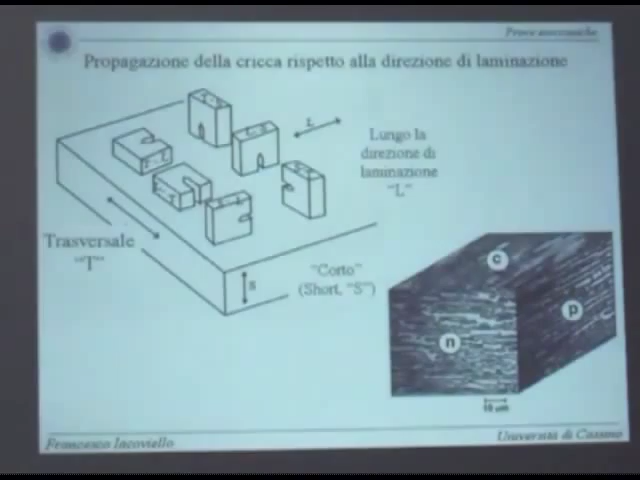 Prove meccaniche
Propagazione della cricca rispetto alla direzione di laminazione
L
Lungo la
direzione di
laminazione
"L"
Trasversale
"T"
S
"Corto"
(Short, "S")
c
n
p
10 µm
Francesco Iacoviello
Università di Cassino